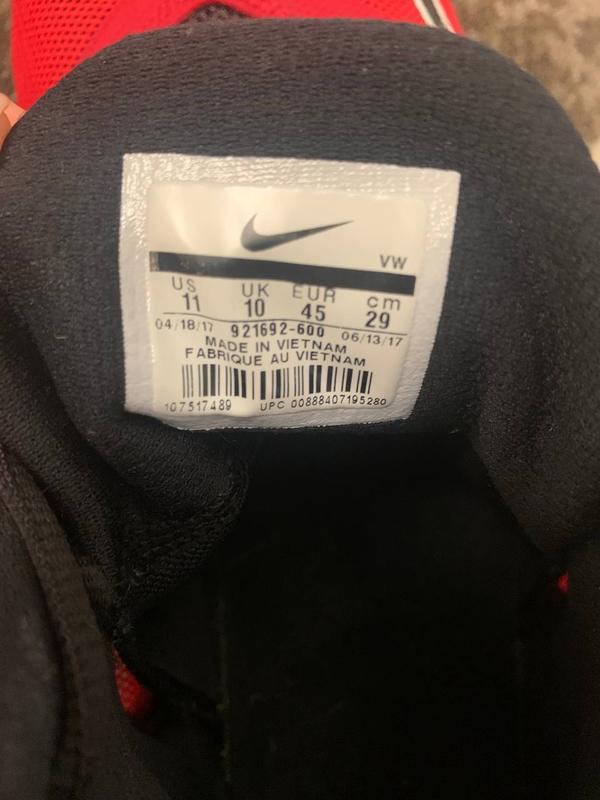 VW
US UK EUR cm
11 10 45 29
04/18/17 921692-600 06/13/17
MADE IN VIETNAM
FABRIQUE AU VIETNAM
107517489 UPC 00888407195280